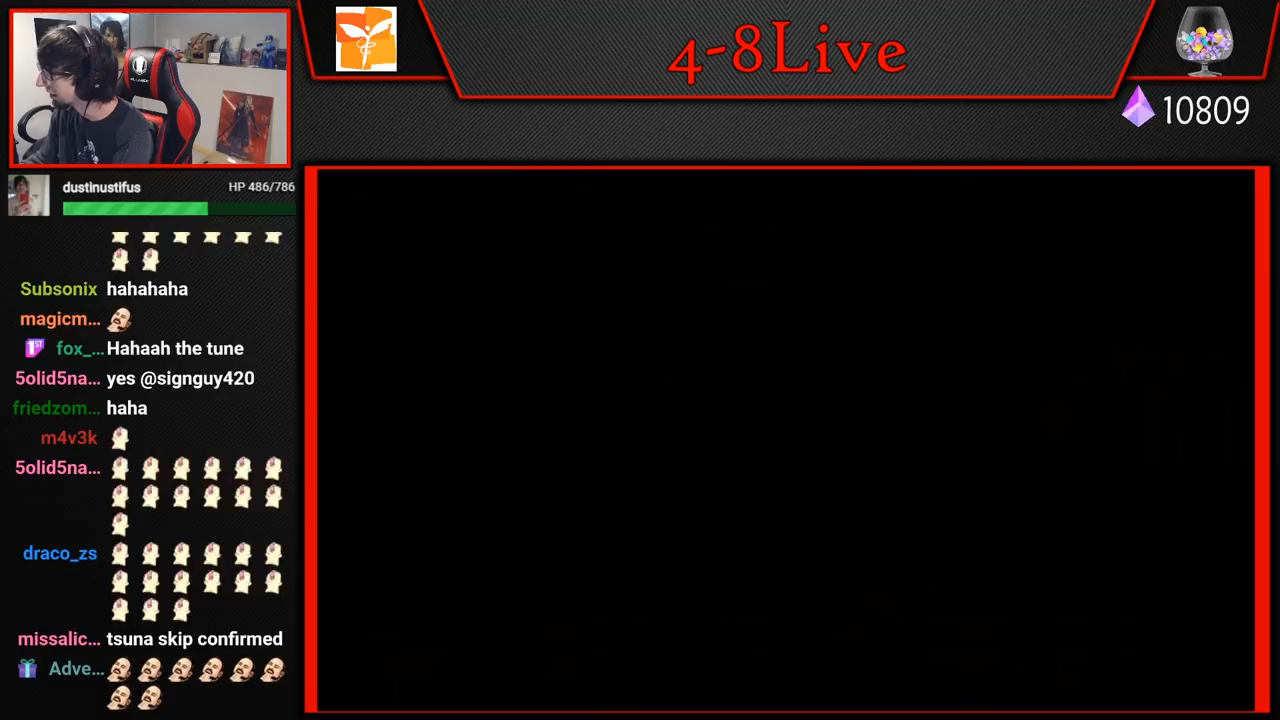 4-8Live
10809
dustinustifus HP 486/786
Subsonix hahahaha
magicm...
fox_... Hahaah the tune
5olid5na... yes @signguy420
friedzom... haha
m4v3k
5olid5na...
draco_zs
missalic... tsuna skip confirmed
Adve...